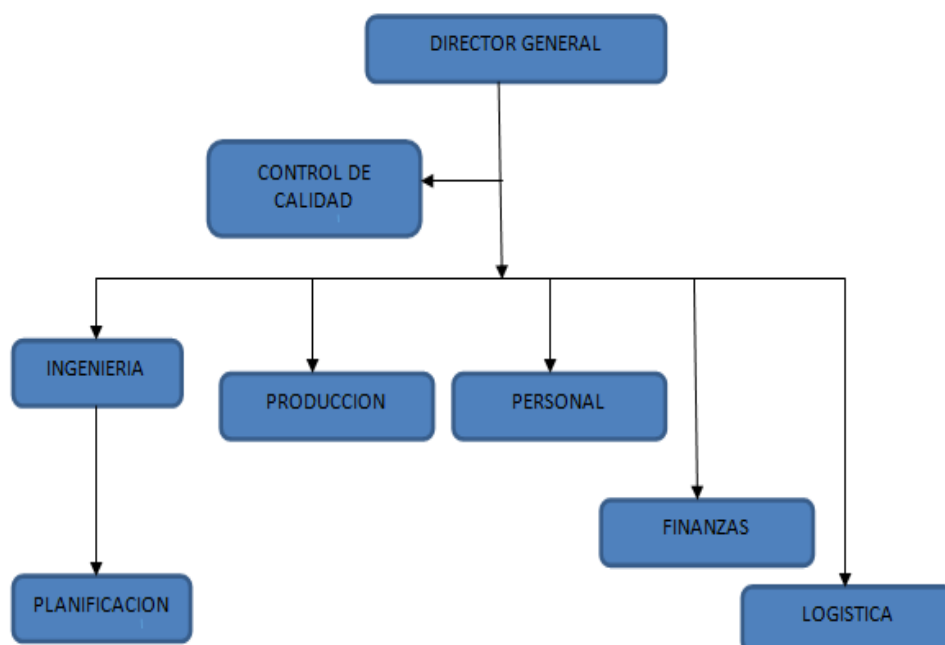 DIRECTOR GENERAL
CONTROL DE
CALIDAD
INGENIERIA
PRODUCCION
PERSONAL
FINANZAS
PLANIFICACION
LOGISTICA